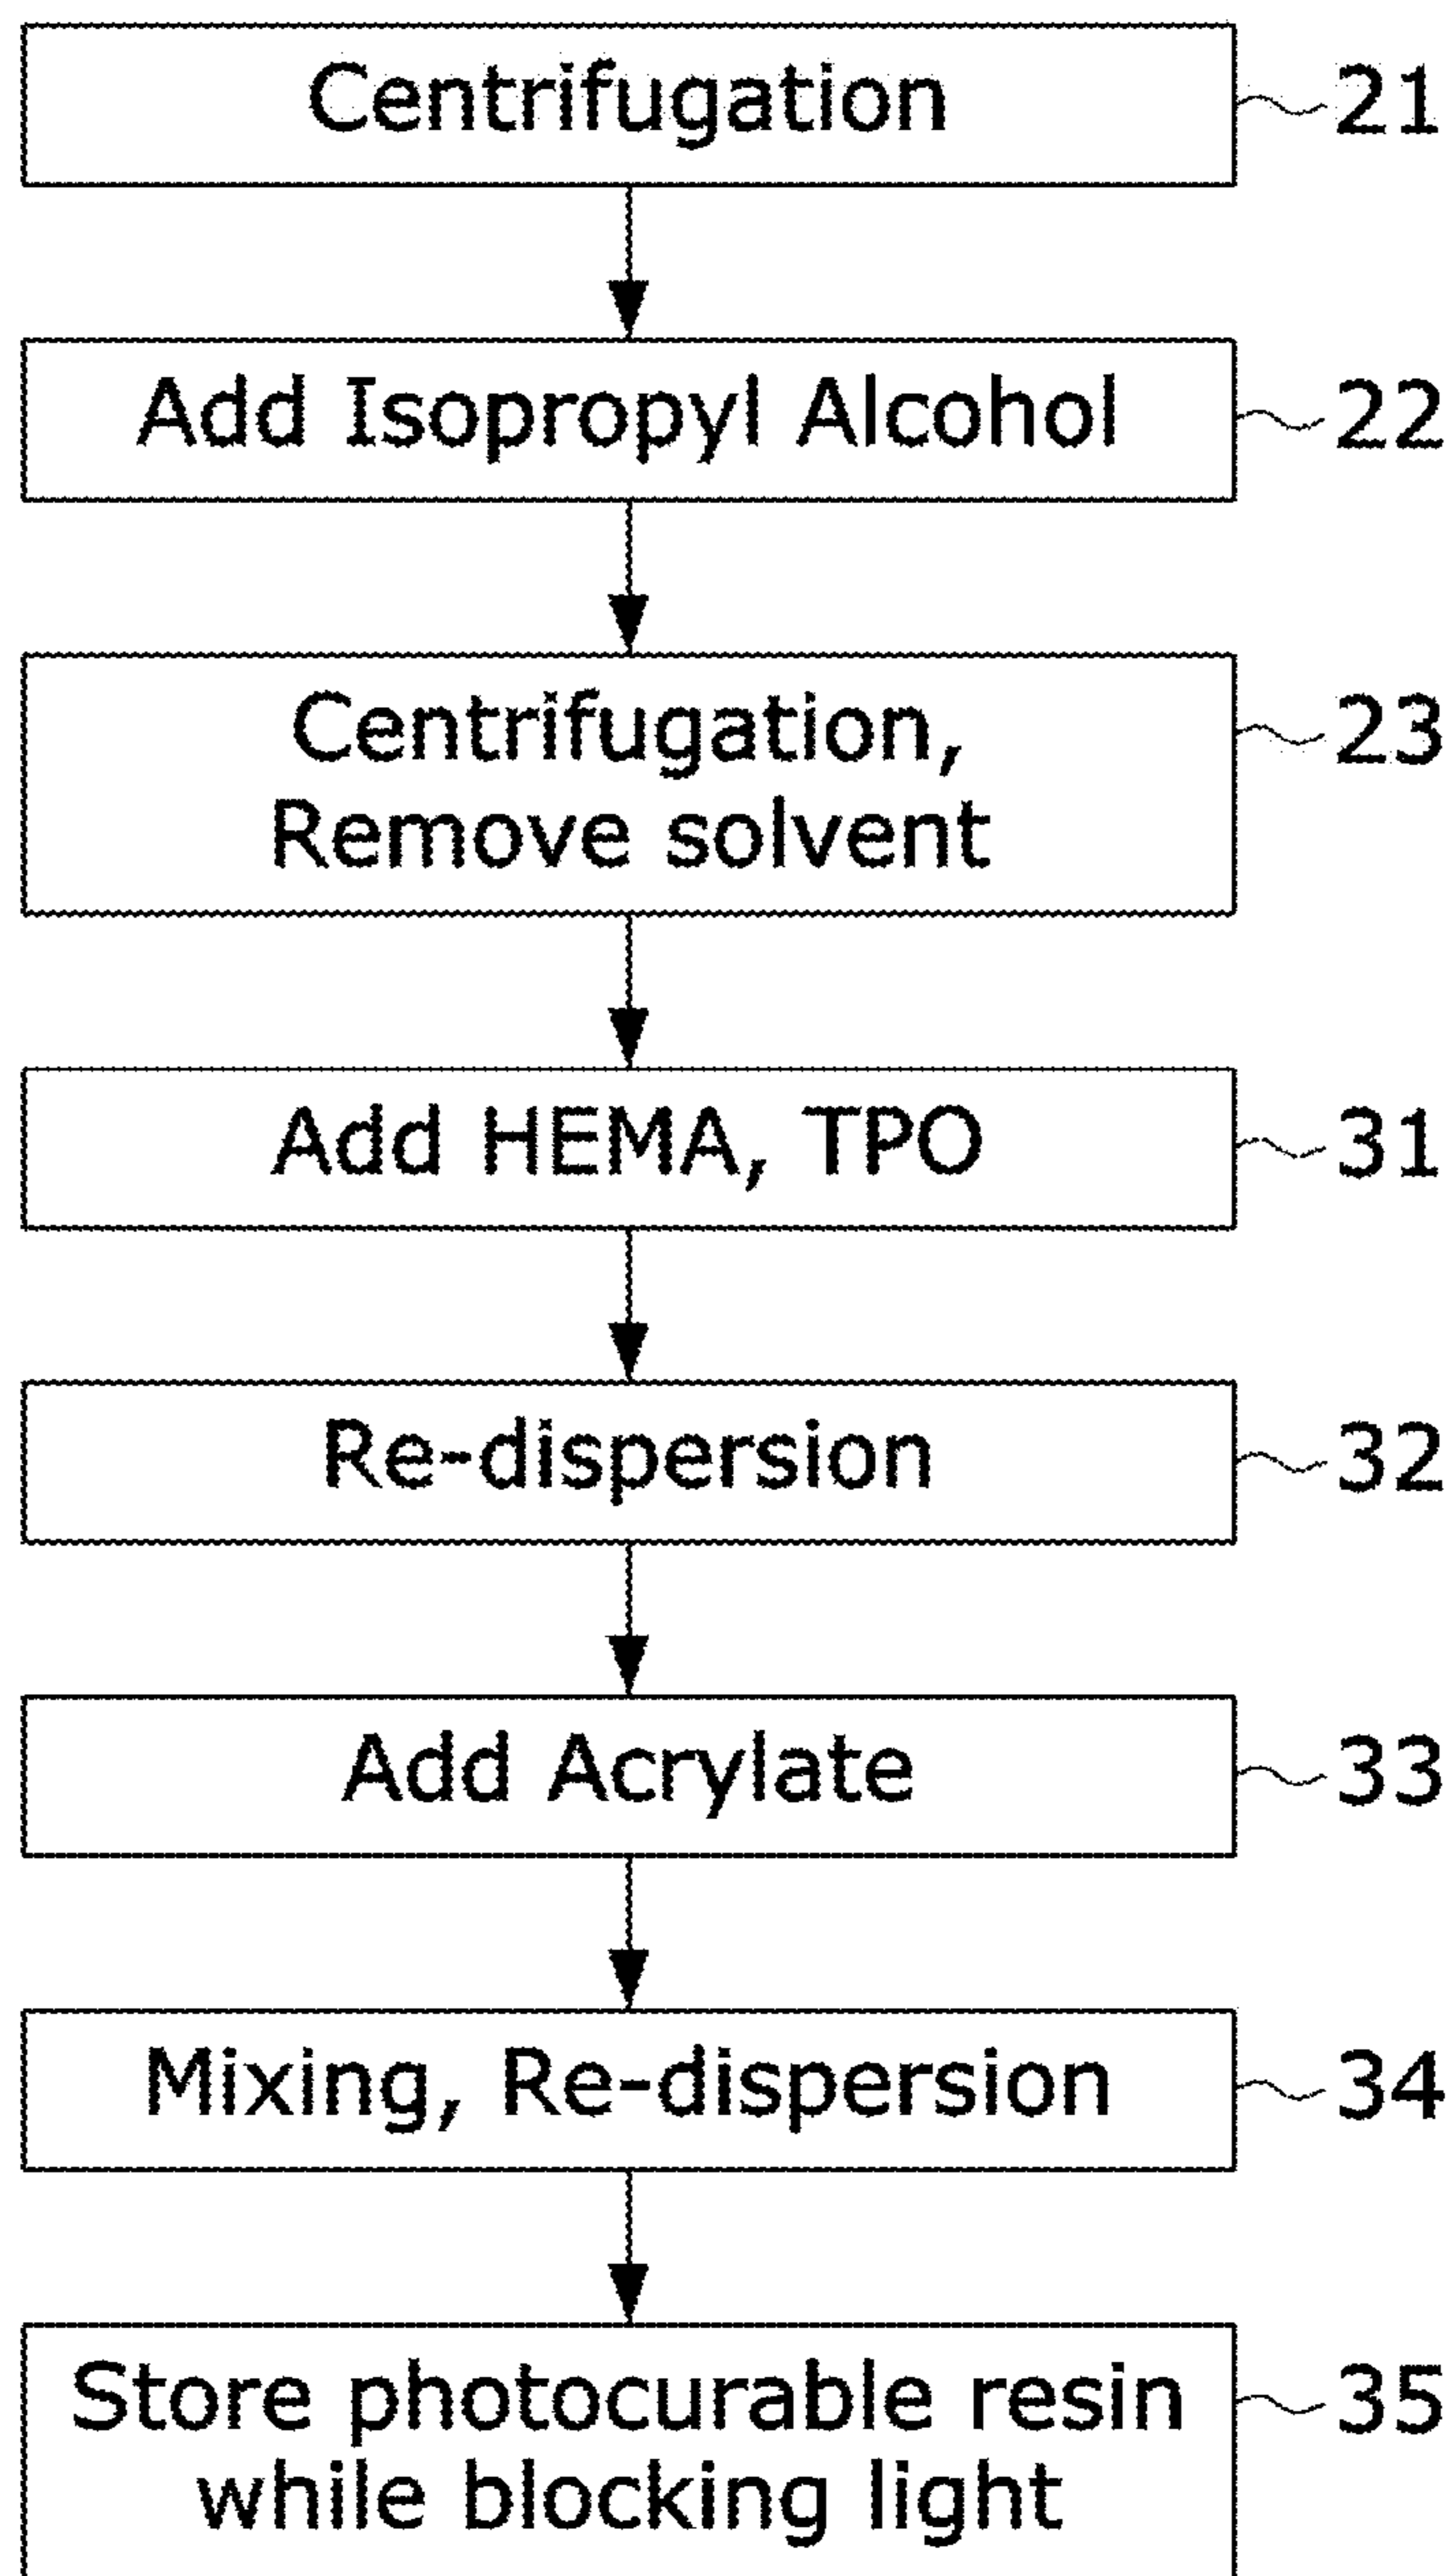 Centrifugation 21
Add Isopropyl Alcohol 22
Centrifugation, 23
Remove solvent
Add HEMA, TPO 31
Re-dispersion 32
Add Acrylate 33
Mixing, Re-dispersion 34
Store photocurable resin 35
while blocking light